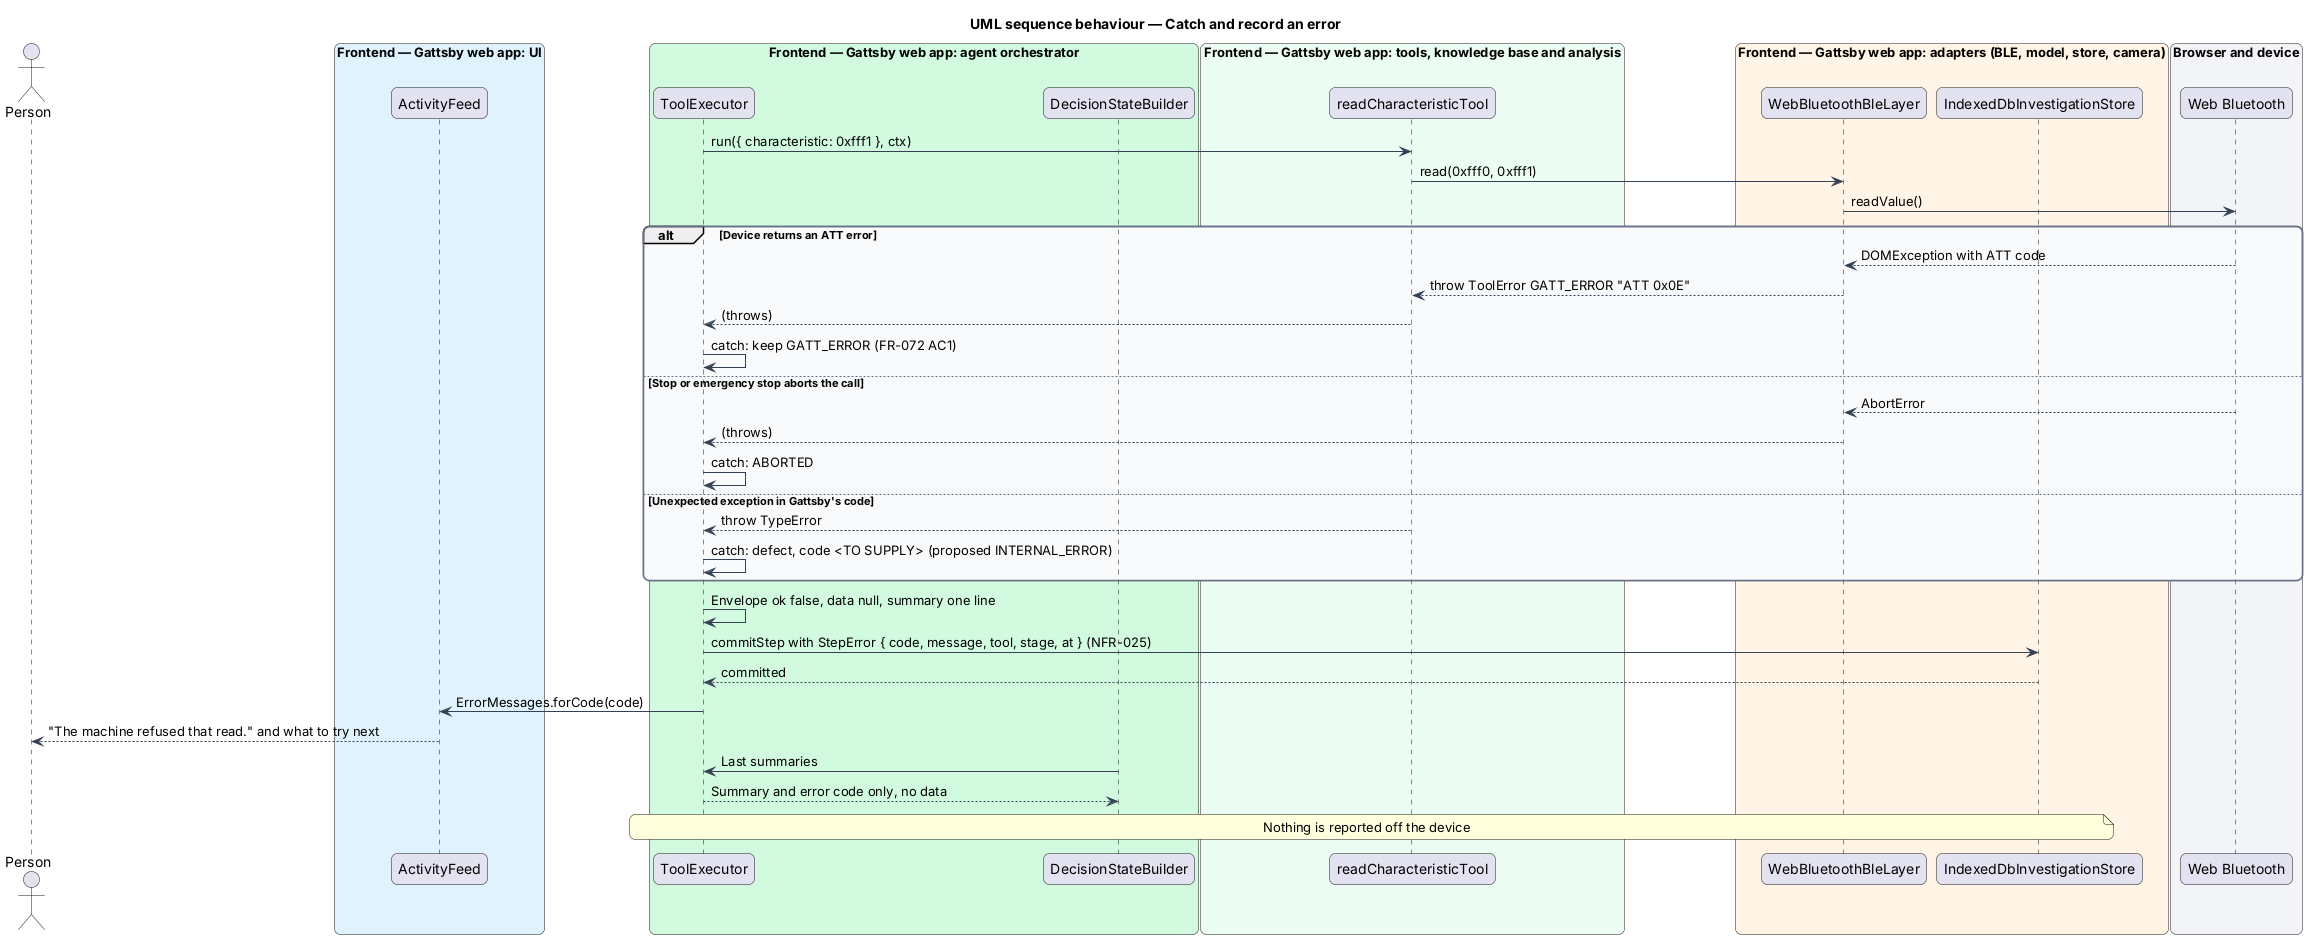 UML sequence behaviour — Catch and record an error
Frontend — Gattsby web app: UI
Frontend — Gattsby web app: agent orchestrator
Frontend — Gattsby web app: tools, knowledge base and analysis
Frontend — Gattsby web app: adapters (BLE, model, store, camera)
Browser and device
Person
ActivityFeed
ToolExecutor
DecisionStateBuilder
readCharacteristicTool
WebBluetoothBleLayer
IndexedDbInvestigationStore
Web Bluetooth
run({ characteristic: 0xfff1 }, ctx)
read(0xfff0, 0xfff1)
readValue()
alt
[Device returns an ATT error]
DOMException with ATT code
throw ToolError GATT_ERROR "ATT 0x0E"
(throws)
catch: keep GATT_ERROR (FR-072 AC1)
[Stop or emergency stop aborts the call]
AbortError
(throws)
catch: ABORTED
[Unexpected exception in Gattsby's code]
throw TypeError
catch: defect, code <TO SUPPLY> (proposed INTERNAL_ERROR)
Envelope ok false, data null, summary one line
commitStep with StepError { code, message, tool, stage, at } (NFR-025)
committed
ErrorMessages.forCode(code)
"The machine refused that read." and what to try next
Last summaries
Summary and error code only, no data
Nothing is reported off the device
Person
ActivityFeed
ToolExecutor
DecisionStateBuilder
readCharacteristicTool
WebBluetoothBleLayer
IndexedDbInvestigationStore
Web Bluetooth